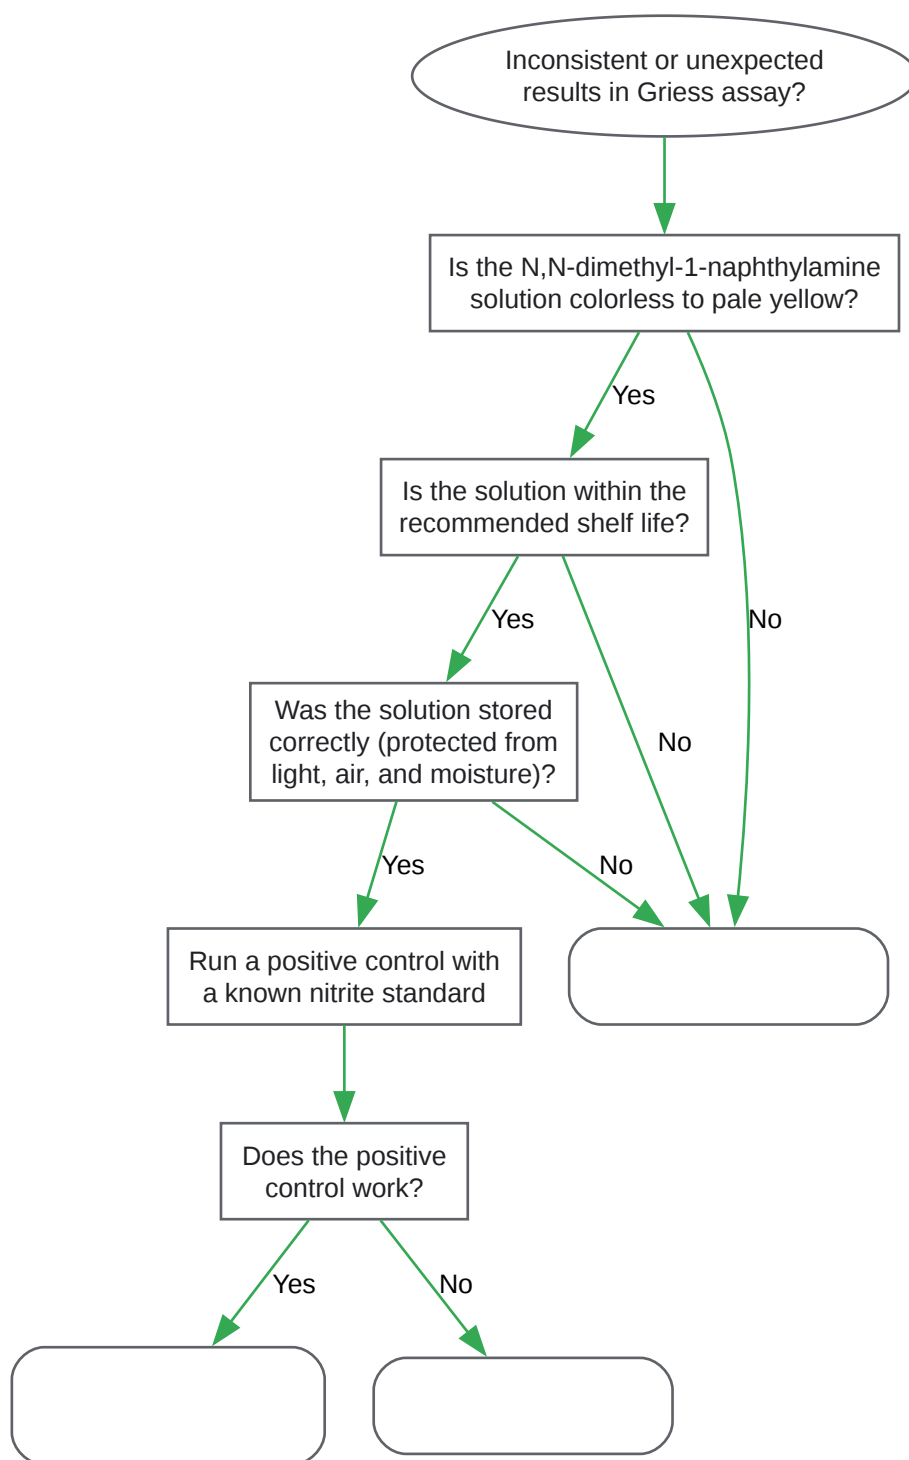 Inconsistent or unexpected
results in Griess assay?
Is the N,N-dimethyl-1-naphthylamine
solution colorless to pale yellow?
Yes
Is the solution within the
recommended shelf life?
Yes
No
Was the solution stored
correctly (protected from
light, air, and moisture)?
No
Yes
No
Run a positive control with
a known nitrite standard
Does the positive
control work?
Yes
No